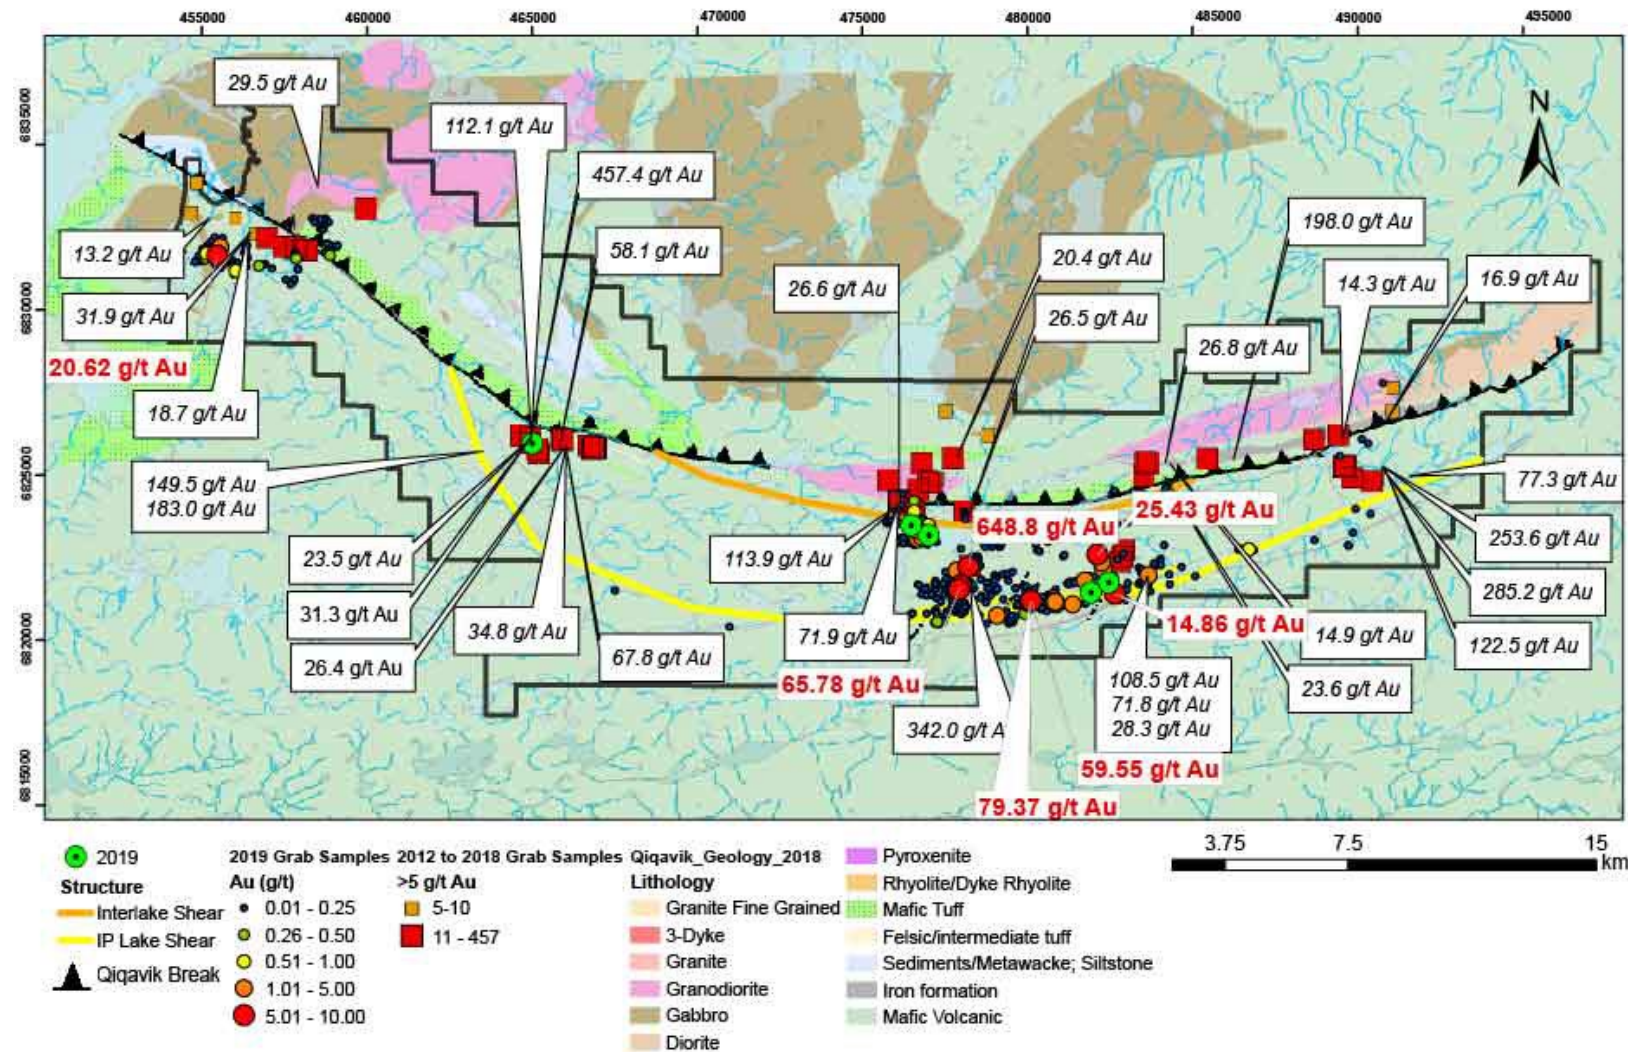 455000 460000 465000 470000 475000 480000 485000 490000 495000
6835000
6830000
6825000
6820000
6815000
N
29.5 g/t Au
112.1 g/t Au
457.4 g/t Au
58.1 g/t Au
198.0 g/t Au
13.2 g/t Au
26.6 g/t Au
20.4 g/t Au
14.3 g/t Au
16.9 g/t Au
31.9 g/t Au
26.5 g/t Au
26.8 g/t Au
20.62 g/t Au
18.7 g/t Au
149.5 g/t Au
183.0 g/t Au
77.3 g/t Au
648.8 g/t Au
25.43 g/t Au
23.5 g/t Au
113.9 g/t Au
253.6 g/t Au
31.3 g/t Au
34.8 g/t Au
71.9 g/t Au
14.86 g/t Au
14.9 g/t Au
285.2 g/t Au
26.4 g/t Au
67.8 g/t Au
122.5 g/t Au
65.78 g/t Au
108.5 g/t Au
71.8 g/t Au
28.3 g/t Au
23.6 g/t Au
342.0 g/t A
59.55 g/t Au
79.37 g/t Au
2019
Structure
Interlake Shear
IP Lake Shear
Qiqavik Break
2019 Grab Samples
Au (g/t)
0.01 - 0.25
0.26 - 0.50
0.51 - 1.00
1.01 - 5.00
5.01 - 10.00
2012 to 2018 Grab Samples
>5 g/t Au
5-10
11 - 457
Qiqavik_Geology_2018
Lithology
Granite Fine Grained
3-Dyke
Granite
Granodiorite
Gabbro
Diorite
Pyroxenite
Rhyolite/Dyke Rhyolite
Mafic Tuff
Felsic/intermediate tuff
Sediments/Metawacke; Siltstone
Iron formation
Mafic Volcanic
3.75 7.5 15
km